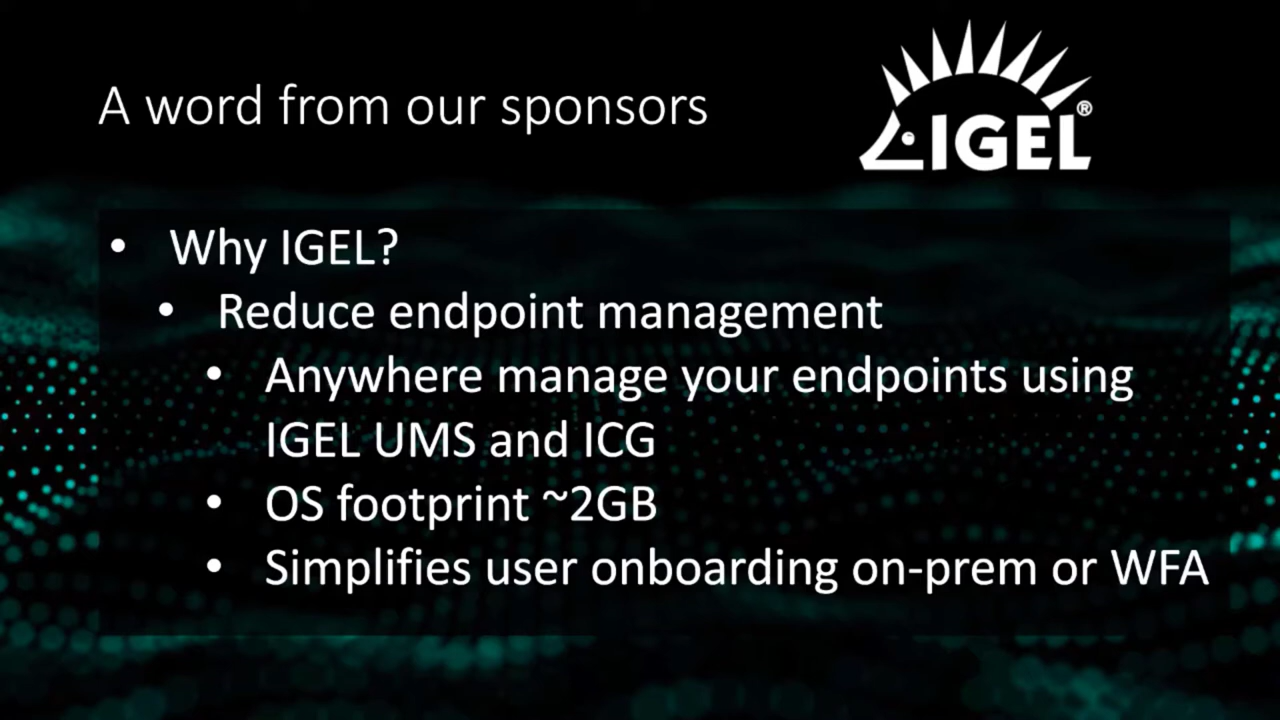 A word from our sponsors
IGEL®
• Why IGEL?
• Reduce endpoint management
• Anywhere manage your endpoints using
IGEL UMS and ICG
• OS footprint ~2GB
• Simplifies user onboarding on-prem or WFA